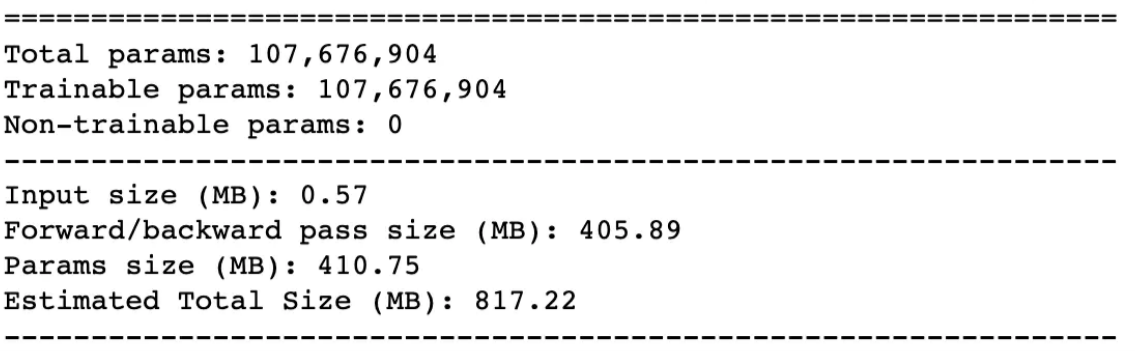 ================================================================
Total params: 107,676,904
Trainable params: 107,676,904
Non-trainable params: 0
----------------------------------------------------------------
Input size (MB): 0.57
Forward/backward pass size (MB): 405.89
Params size (MB): 410.75
Estimated Total Size (MB): 817.22
----------------------------------------------------------------